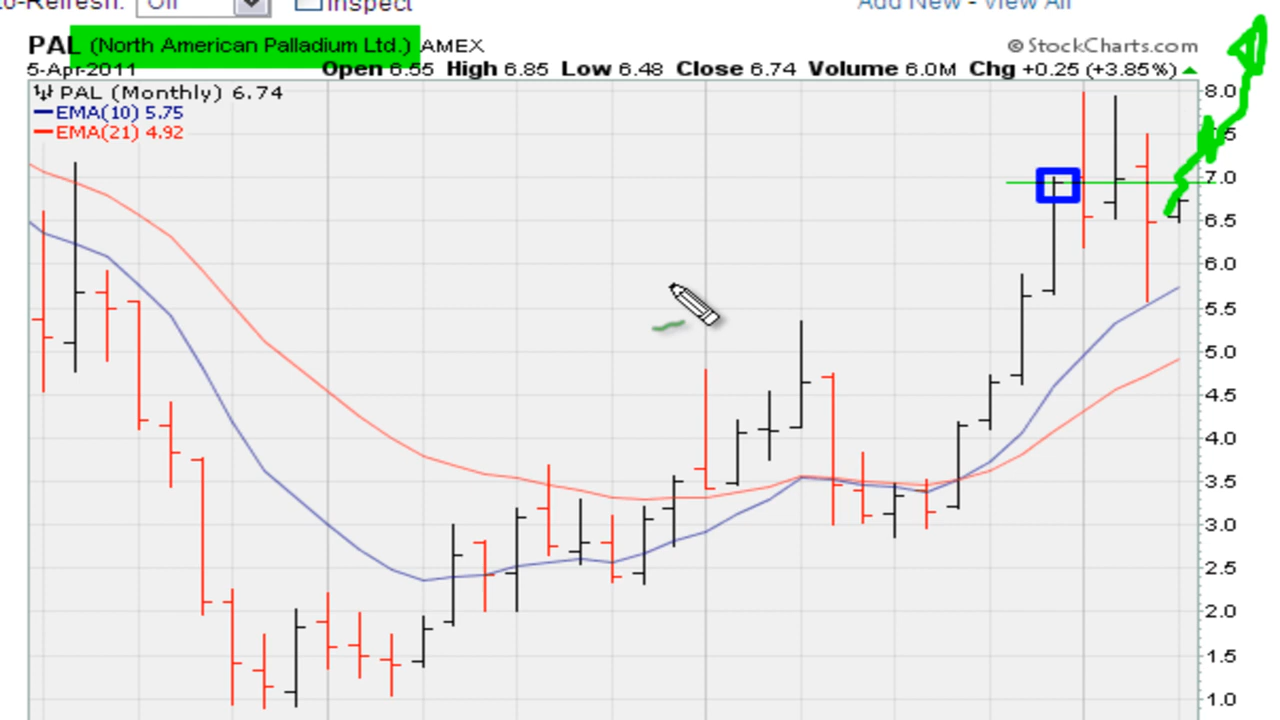 to-Refresh: Off Inspect Add New - View All
PAL (North American Palladium Ltd.) AMEX © StockCharts.com
5-Apr-2011 Open 6.55 High 6.85 Low 6.48 Close 6.74 Volume 6.0M Chg +0.25 (+3.85%)
PAL (Monthly) 6.74
EMA(10) 5.75
EMA(21) 4.92
8.0
7.0
6.5
6.0
5.5
5.0
4.5
4.0
3.5
3.0
2.5
2.0
1.5
1.0